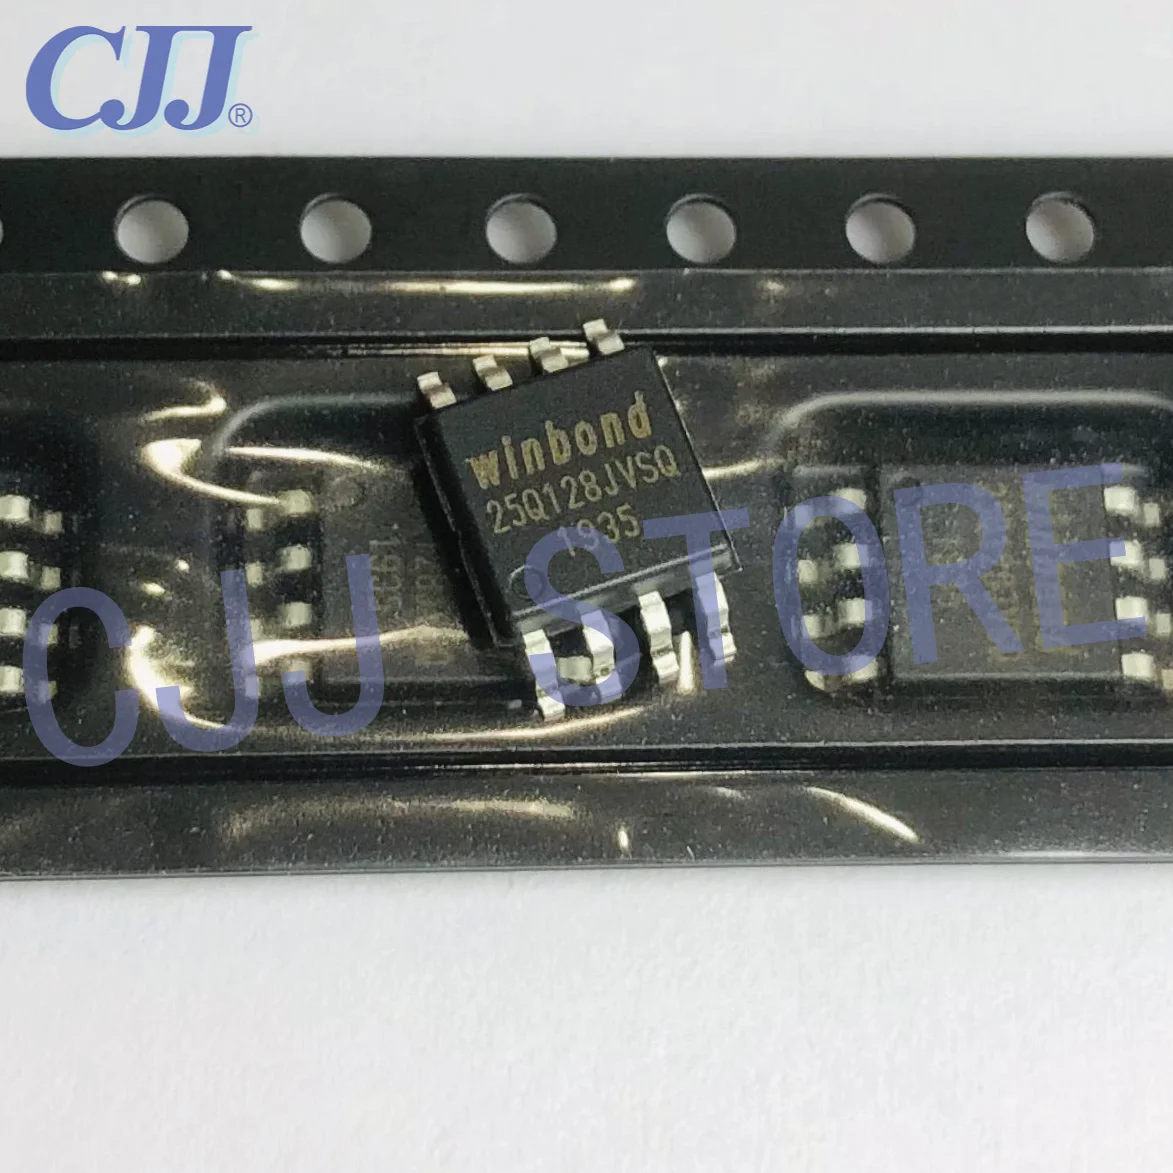 CJJ®
winbond
25Q128JVSQ
1935
CJJ STORE